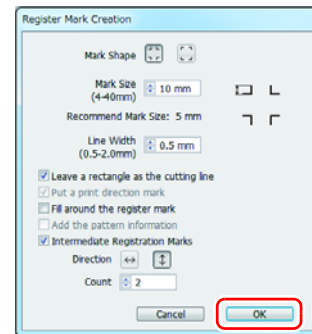 Register Mark Creation
Mark Shape
Mark Size
(4-40mm)
10 mm
Recommend Mark Size: 5 mm
Line Width
(0.5-2.0mm)
0.5 mm
Leave a rectangle as the cutting line
Put a print direction mark
Fill around the register mark
Add the pattern information
Intermediate Registration Marks
Direction
Count 2
Cancel OK